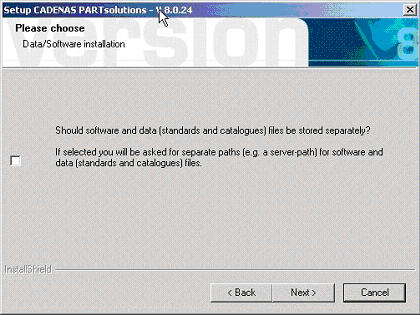 Setup CADENAS PARTsolutions - V8.0.24
Please choose
Data/Software installation
version 8
Should software and data (standards and catalogues) files be stored separately?
If selected you will be asked for separate paths (e.g. a server-path) for software and
data (standards and catalogues) files.
InstallShield
< Back
Next >
Cancel